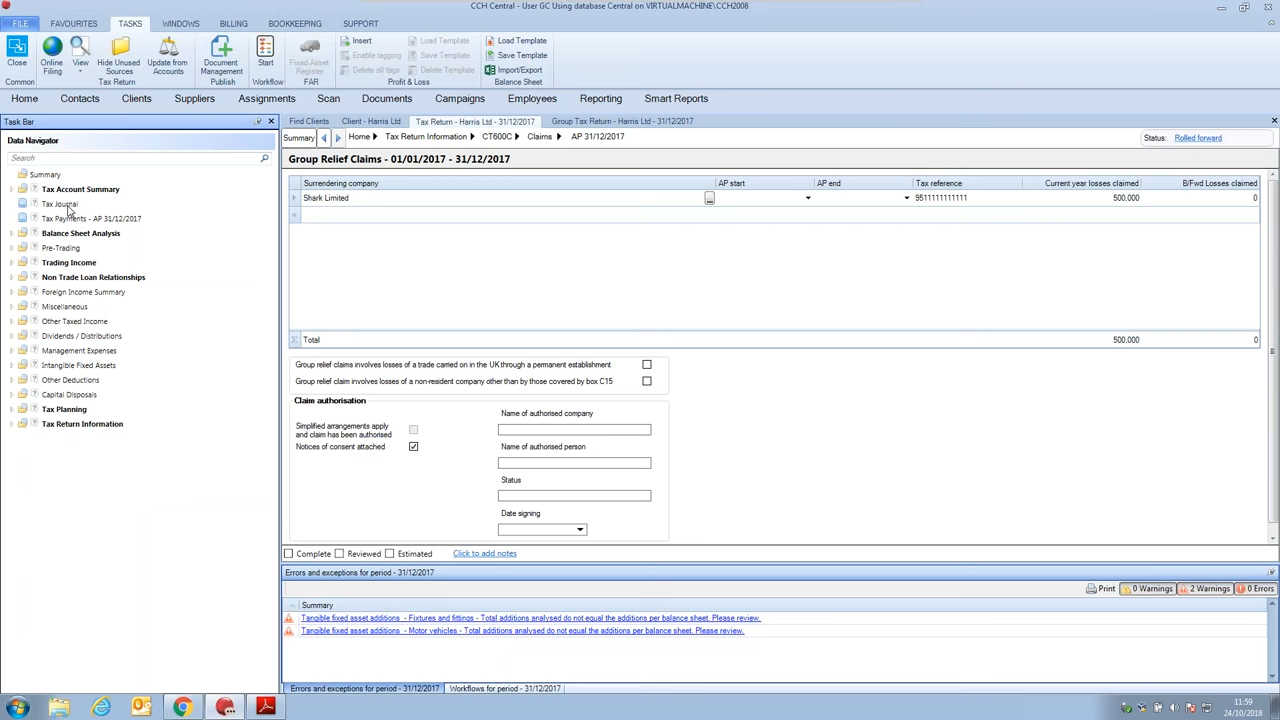 CCH Central - User GC Using database Central on VIRTUALMACHINE\CCH2008
FILE FAVOURITES TASKS WINDOWS BILLING BOOKKEEPING SUPPORT
Close Online Filing View Hide Unused Sources Update from Accounts Document Management Start Fixed Asset Register
Insert Load Template Load Template
Enable tagging Save Template Save Template
Delete all tags Delete Template Import/Export
Common Tax Return Publish Workflow FAR Profit & Loss Balance Sheet
Home Contacts Clients Suppliers Assignments Scan Documents Campaigns Employees Reporting Smart Reports
Task Bar
Find Clients Client - Harris Ltd Tax Return - Harris Ltd - 31/12/2017 Group Tax Return - Harris Ltd - 31/12/2017
Data Navigator
Search
Summary
Tax Account Summary
Tax Journal
Tax Payments - AP 31/12/2017
Balance Sheet Analysis
Pre-Trading
Trading Income
Non Trade Loan Relationships
Foreign Income Summary
Miscellaneous
Other Taxed Income
Dividends / Distributions
Management Expenses
Intangible Fixed Assets
Other Deductions
Capital Disposals
Tax Planning
Tax Return Information
Summary Home Tax Return Information CT600C Claims AP 31/12/2017
Status: Rolled forward
Group Relief Claims - 01/01/2017 - 31/12/2017
Surrendering company AP start AP end Tax reference Current year losses claimed B/Fwd Losses claimed
Shark Limited ... 9511111111111 500,000 0
Total 500,000 0
Group relief claims involves losses of a trade carried on in the UK through a permanent establishment
Group relief claim involves losses of a non-resident company other than by those covered by box C15
Claim authorisation
Simplified arrangements apply
and claim has been authorised
Notices of consent attached
Name of authorised company
Name of authorised person
Status
Date signing
Complete Reviewed Estimated Click to add notes
Errors and exceptions for period - 31/12/2017
Print 0 Warnings 2 Warnings 0 Errors
Summary
Tangible fixed asset additions - Fixtures and fittings - Total additions analysed do not equal the additions per balance sheet. Please review.
Tangible fixed asset additions - Motor vehicles - Total additions analysed do not equal the additions per balance sheet. Please review.
Errors and exceptions for period - 31/12/2017 Workflows for period - 31/12/2017
11:59
24/10/2018